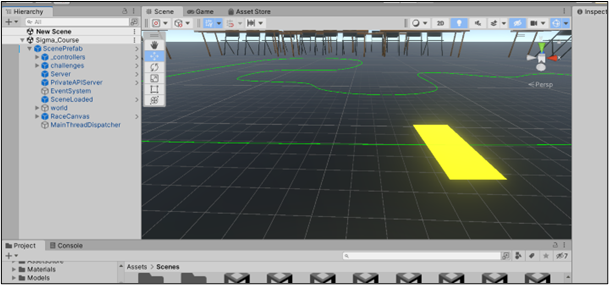 Hierarchy
Scene
Game
Asset Store
Inspect
All
2D
New Scene
Sigma_Course
ScenePrefab
_controllers
challenges
Server
PrivateAPIServer
EventSystem
SceneLoaded
world
RaceCanvas
MainThreadDispatcher
Persp
Project
Console
7
Materials
Models
Assets > Scenes